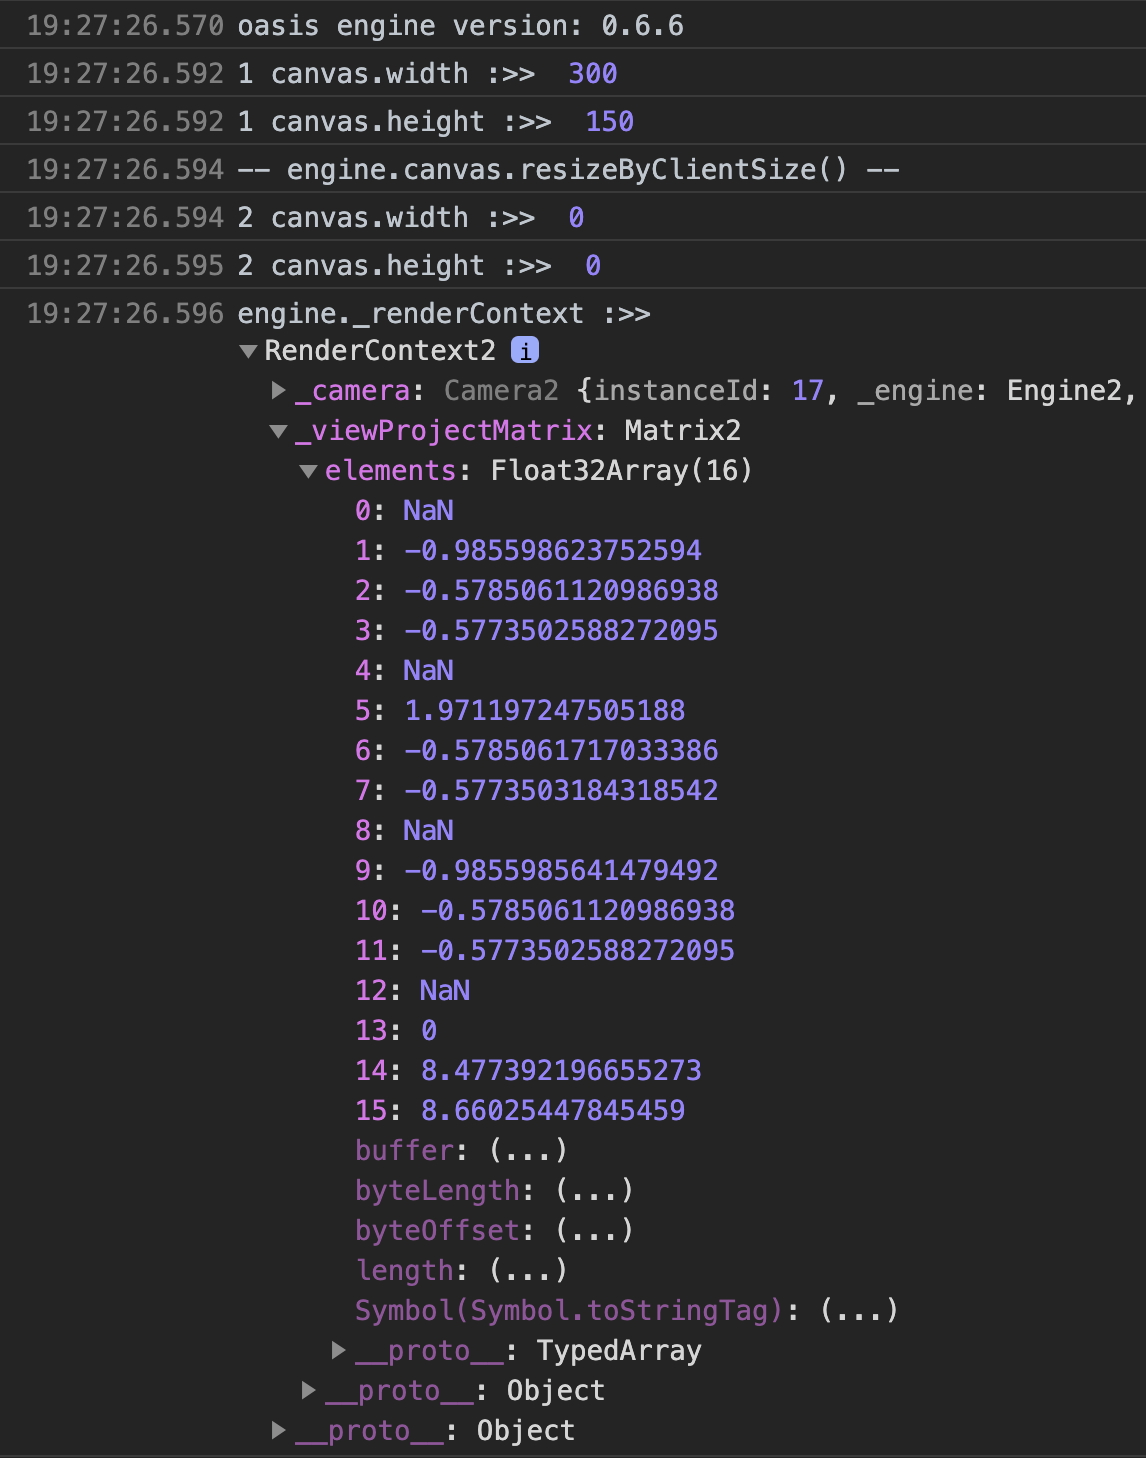 19:27:26.570 oasis engine version: 0.6.6
19:27:26.592 1 canvas.width :>> 300
19:27:26.592 1 canvas.height :>> 150
19:27:26.594 -- engine.canvas.resizeByClientSize() --
19:27:26.594 2 canvas.width :>> 0
19:27:26.595 2 canvas.height :>> 0
19:27:26.596 engine._renderContext :>>
▼RenderContext2 i
▶_camera: Camera2 {instanceId: 17, _engine: Engine2,
▼_viewProjectMatrix: Matrix2
▼elements: Float32Array(16)
0: NaN
1: -0.985598623752594
2: -0.5785061120986938
3: -0.5773502588272095
4: NaN
5: 1.971197247505188
6: -0.5785061717033386
7: -0.5773503184318542
8: NaN
9: -0.9855985641479492
10: -0.5785061120986938
11: -0.5773502588272095
12: NaN
13: 0
14: 8.477392196655273
15: 8.66025447845459
buffer: (...)
byteLength: (...)
byteOffset: (...)
length: (...)
Symbol(Symbol.toStringTag): (...)
▶__proto__: TypedArray
▶__proto__: Object
▶__proto__: Object